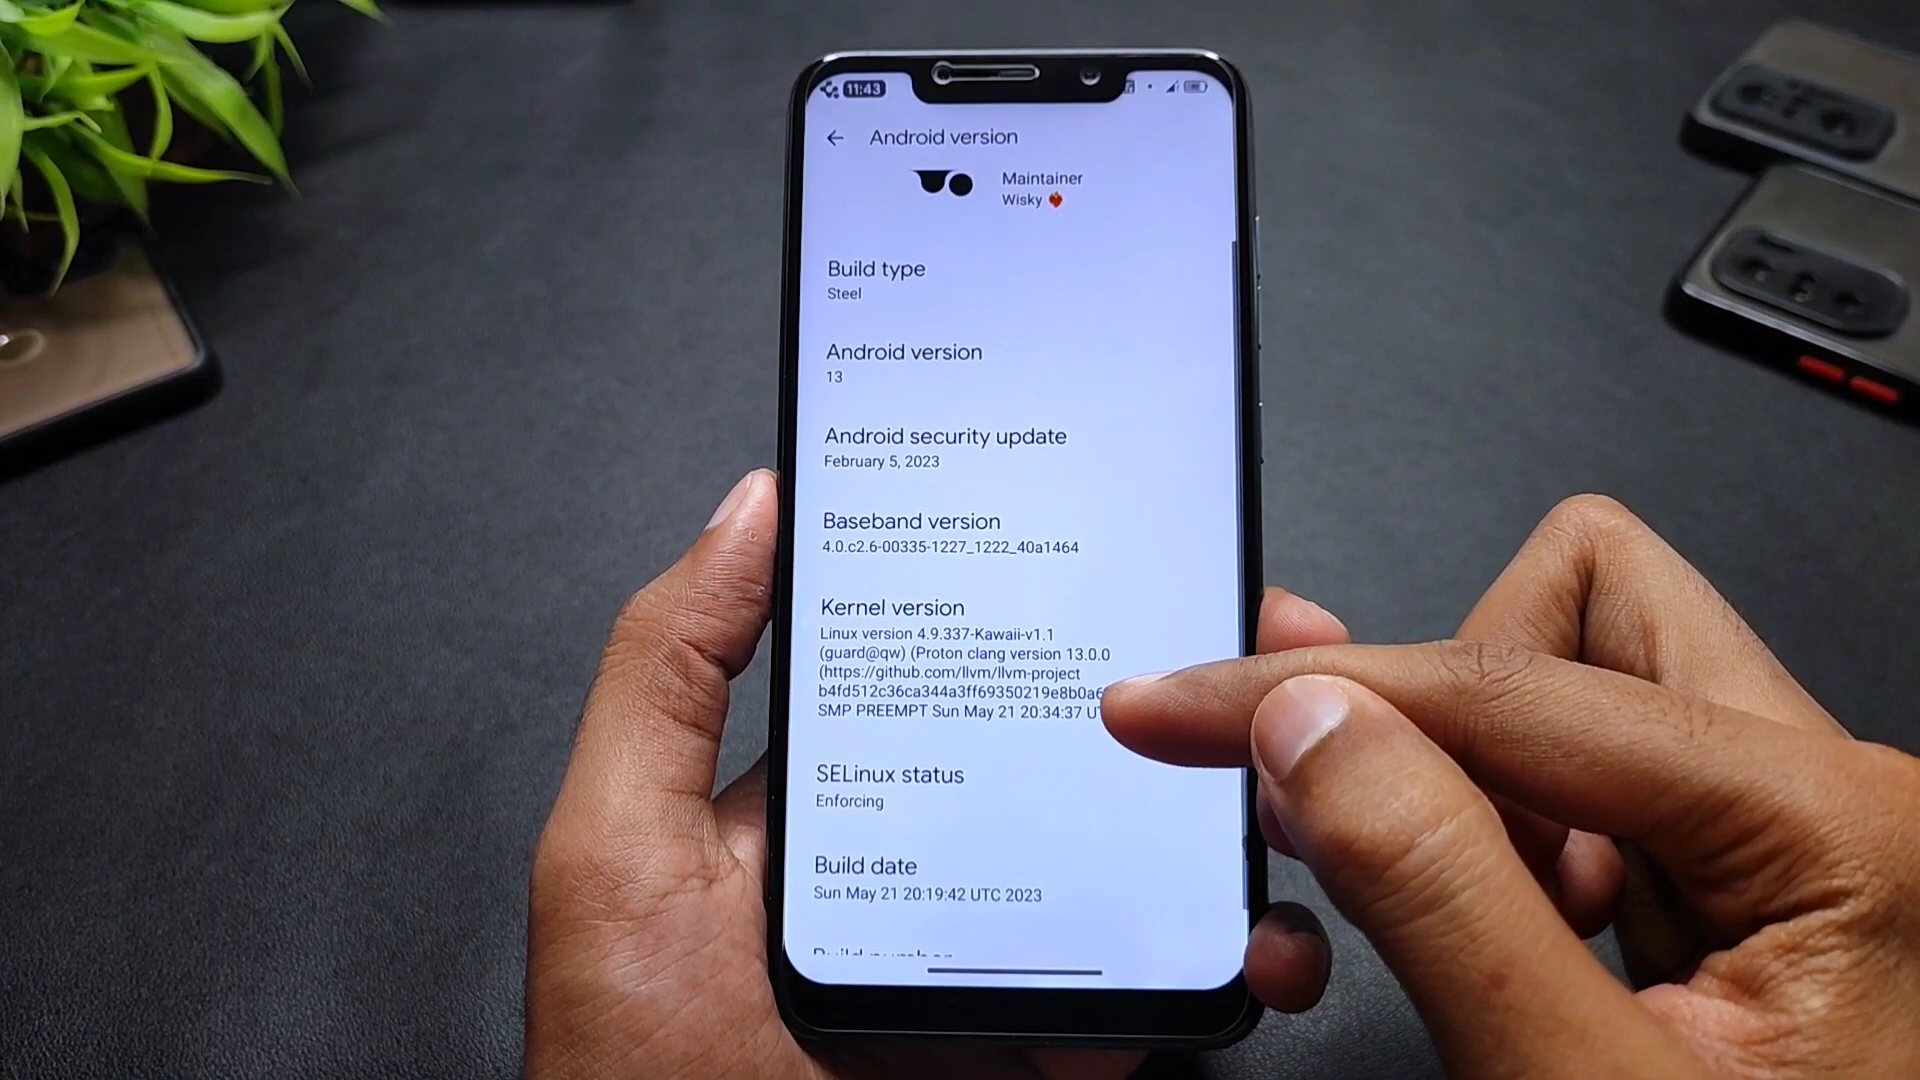 11:43
Android version
Maintainer
Wisky
Build type
Steel
Android version
13
Android security update
February 5, 2023
Baseband version
4.0.c2.6-00335-1227_1222_40a1464
Kernel version
Linux version 4.9.337-Kawaii-v1.1
(guard@qw) (Proton clang version 13.0.0
(https://github.com/llvm/llvm-project
b4fd512c36ca344a3ff69350219e8b0a6
SMP PREEMPT Sun May 21 20:34:37
SELinux status
Enforcing
Build date
Sun May 21 20:19:42 UTC 2023